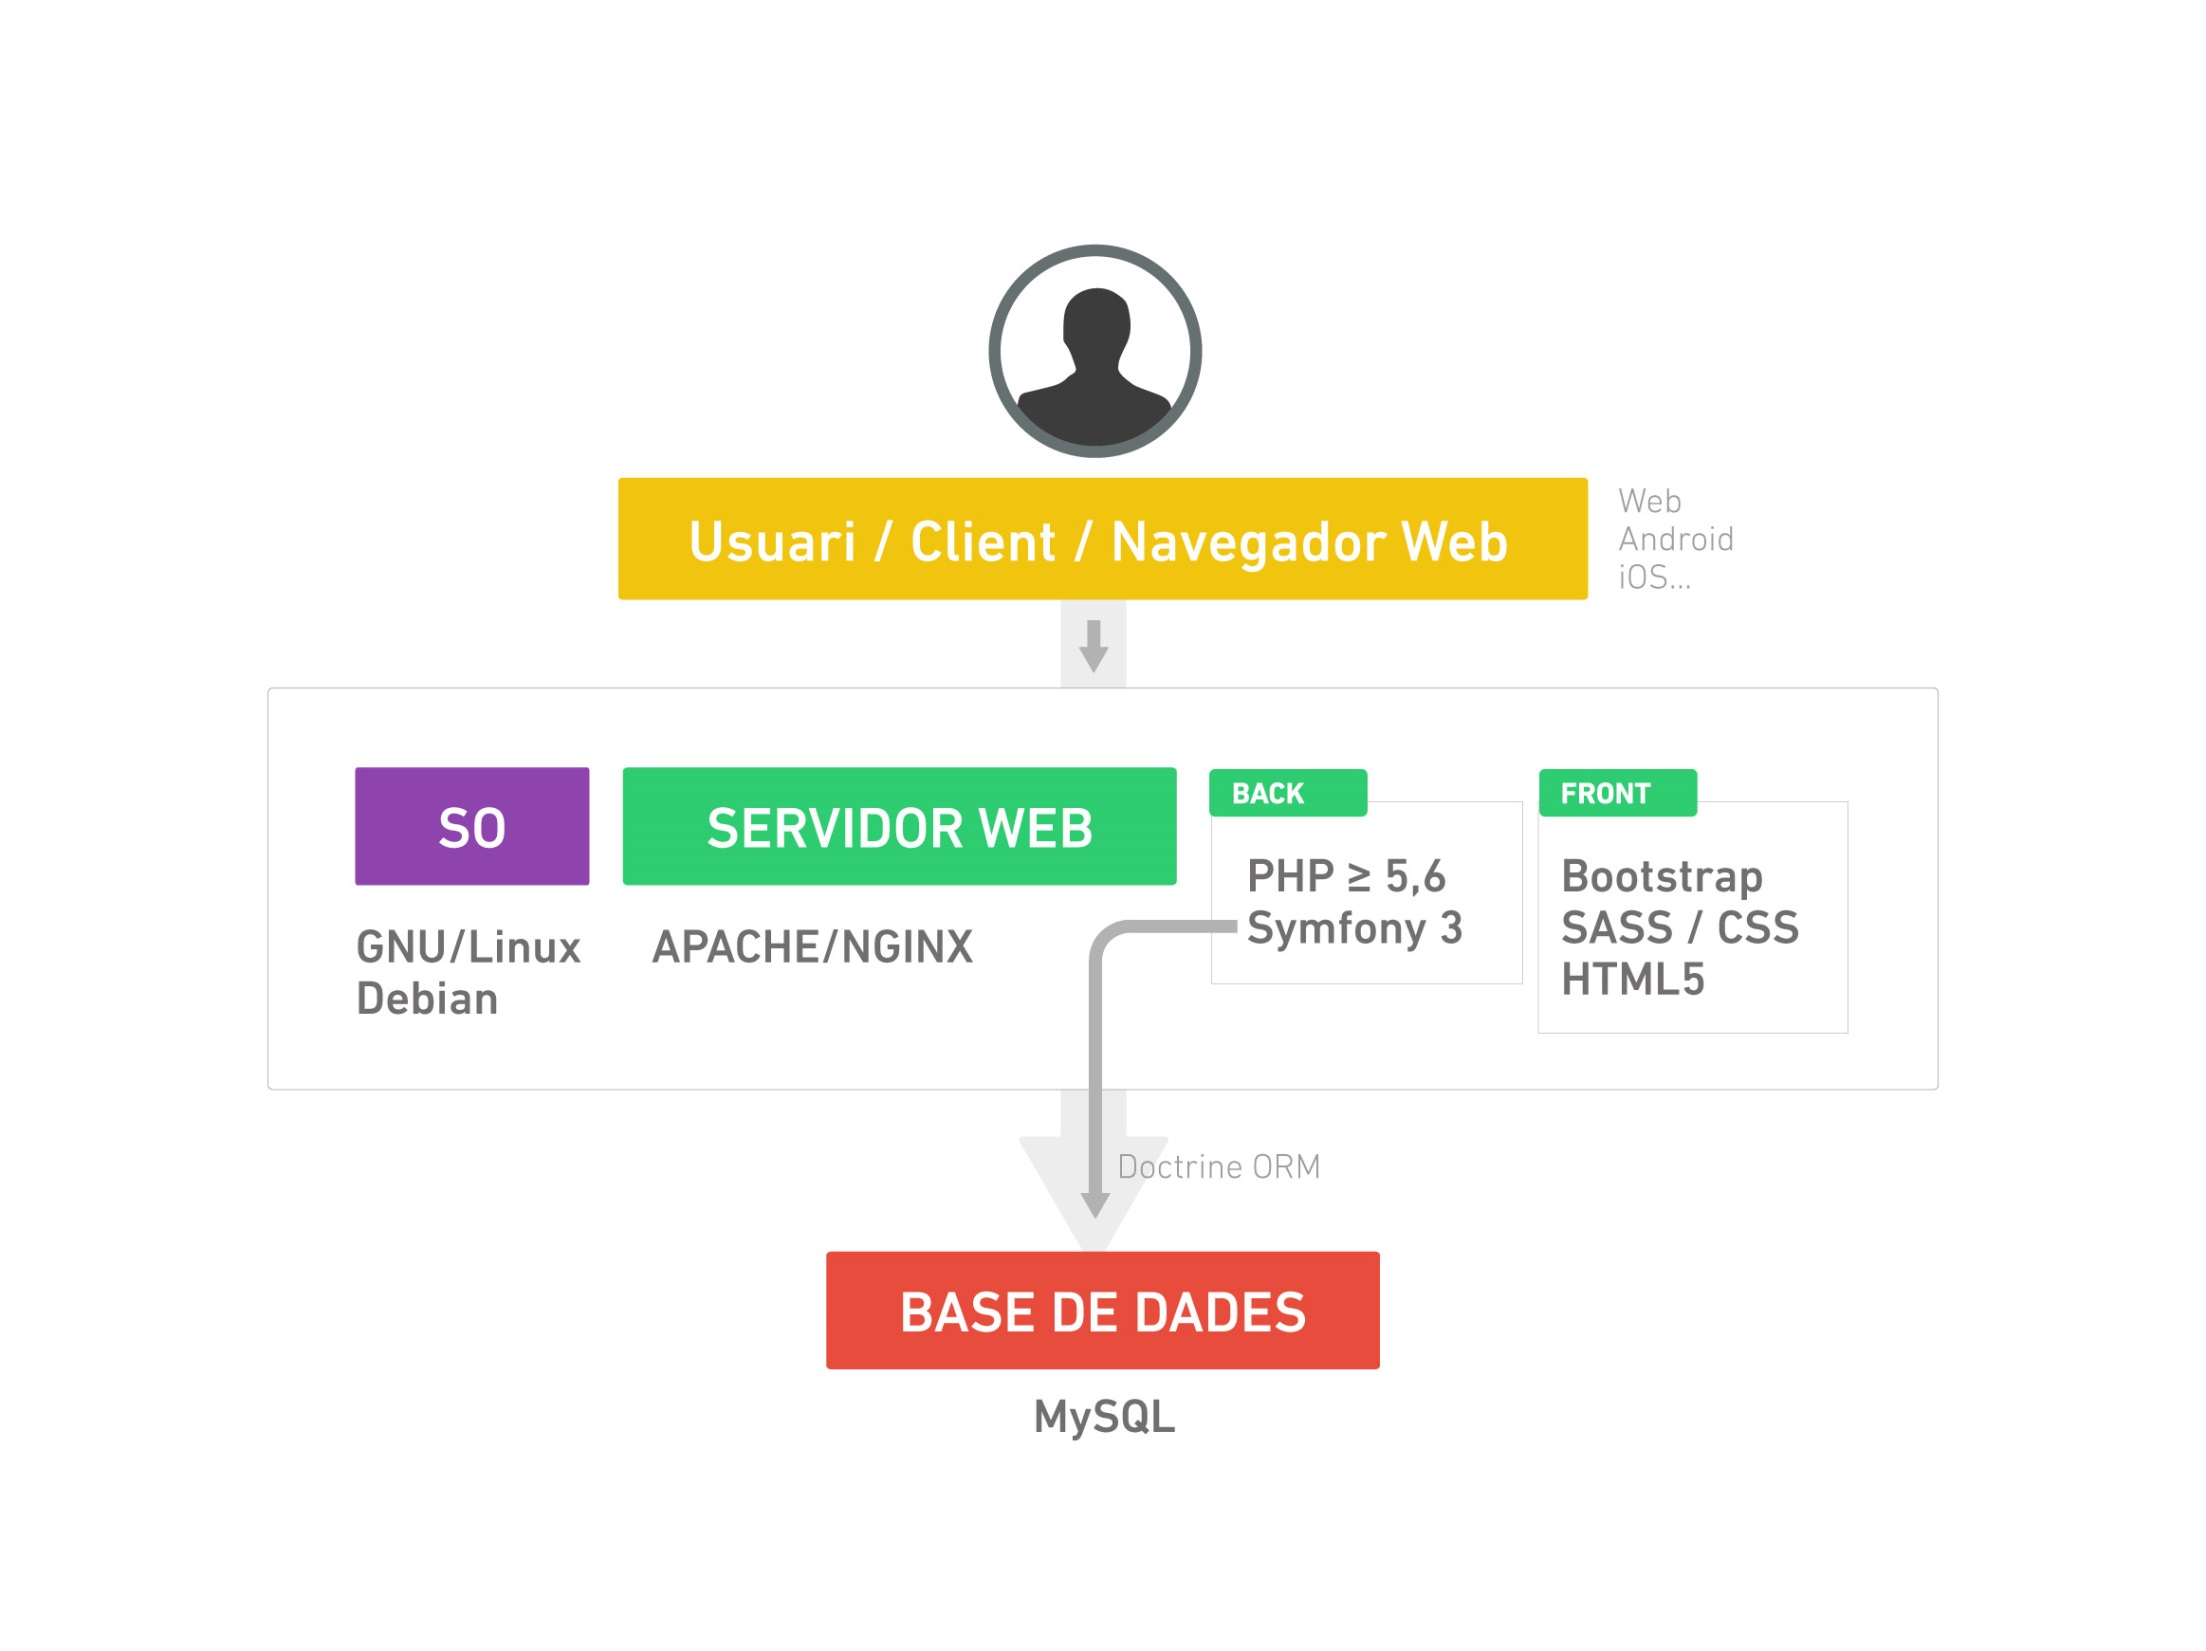 Usuari / Client / Navegador Web
Web
Android
iOS...
SO
GNU/Linux
Debian
SERVIDOR WEB
APACHE/NGINX
BACK
PHP ≥ 5,6
Symfony 3
FRONT
Bootstrap
SASS / CSS
HTML5
Doctrine ORM
BASE DE DADES
MySQL